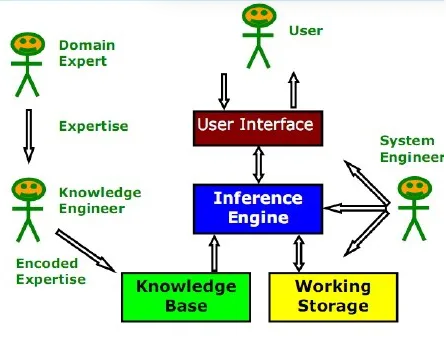 Domain
Expert
User
Expertise
User Interface
System
Engineer
Knowledge
Engineer
Inference
Engine
Encoded
Expertise
Knowledge
Base
Working
Storage